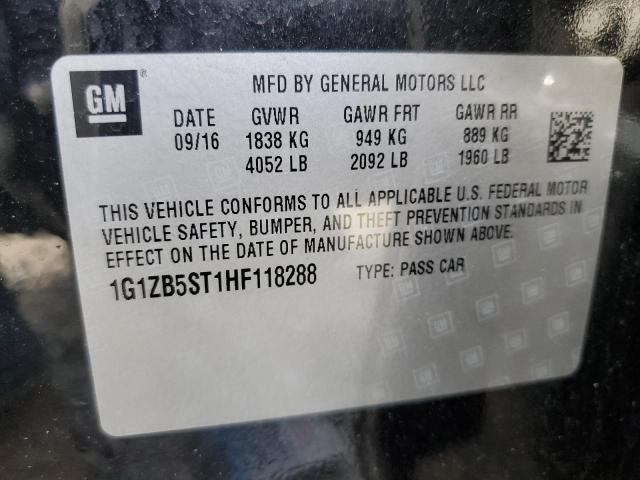 GM®
MFD BY GENERAL MOTORS LLC
DATE GVWR GAWR FRT GAWR RR
09/16 1838 KG 949 KG 889 KG
4052 LB 2092 LB 1960 LB
THIS VEHICLE CONFORMS TO ALL APPLICABLE U.S. FEDERAL MOTOR
VEHICLE SAFETY, BUMPER, AND THEFT PREVENTION STANDARDS IN
EFFECT ON THE DATE OF MANUFACTURE SHOWN ABOVE.
1G1ZB5ST1HF118288 TYPE: PASS CAR